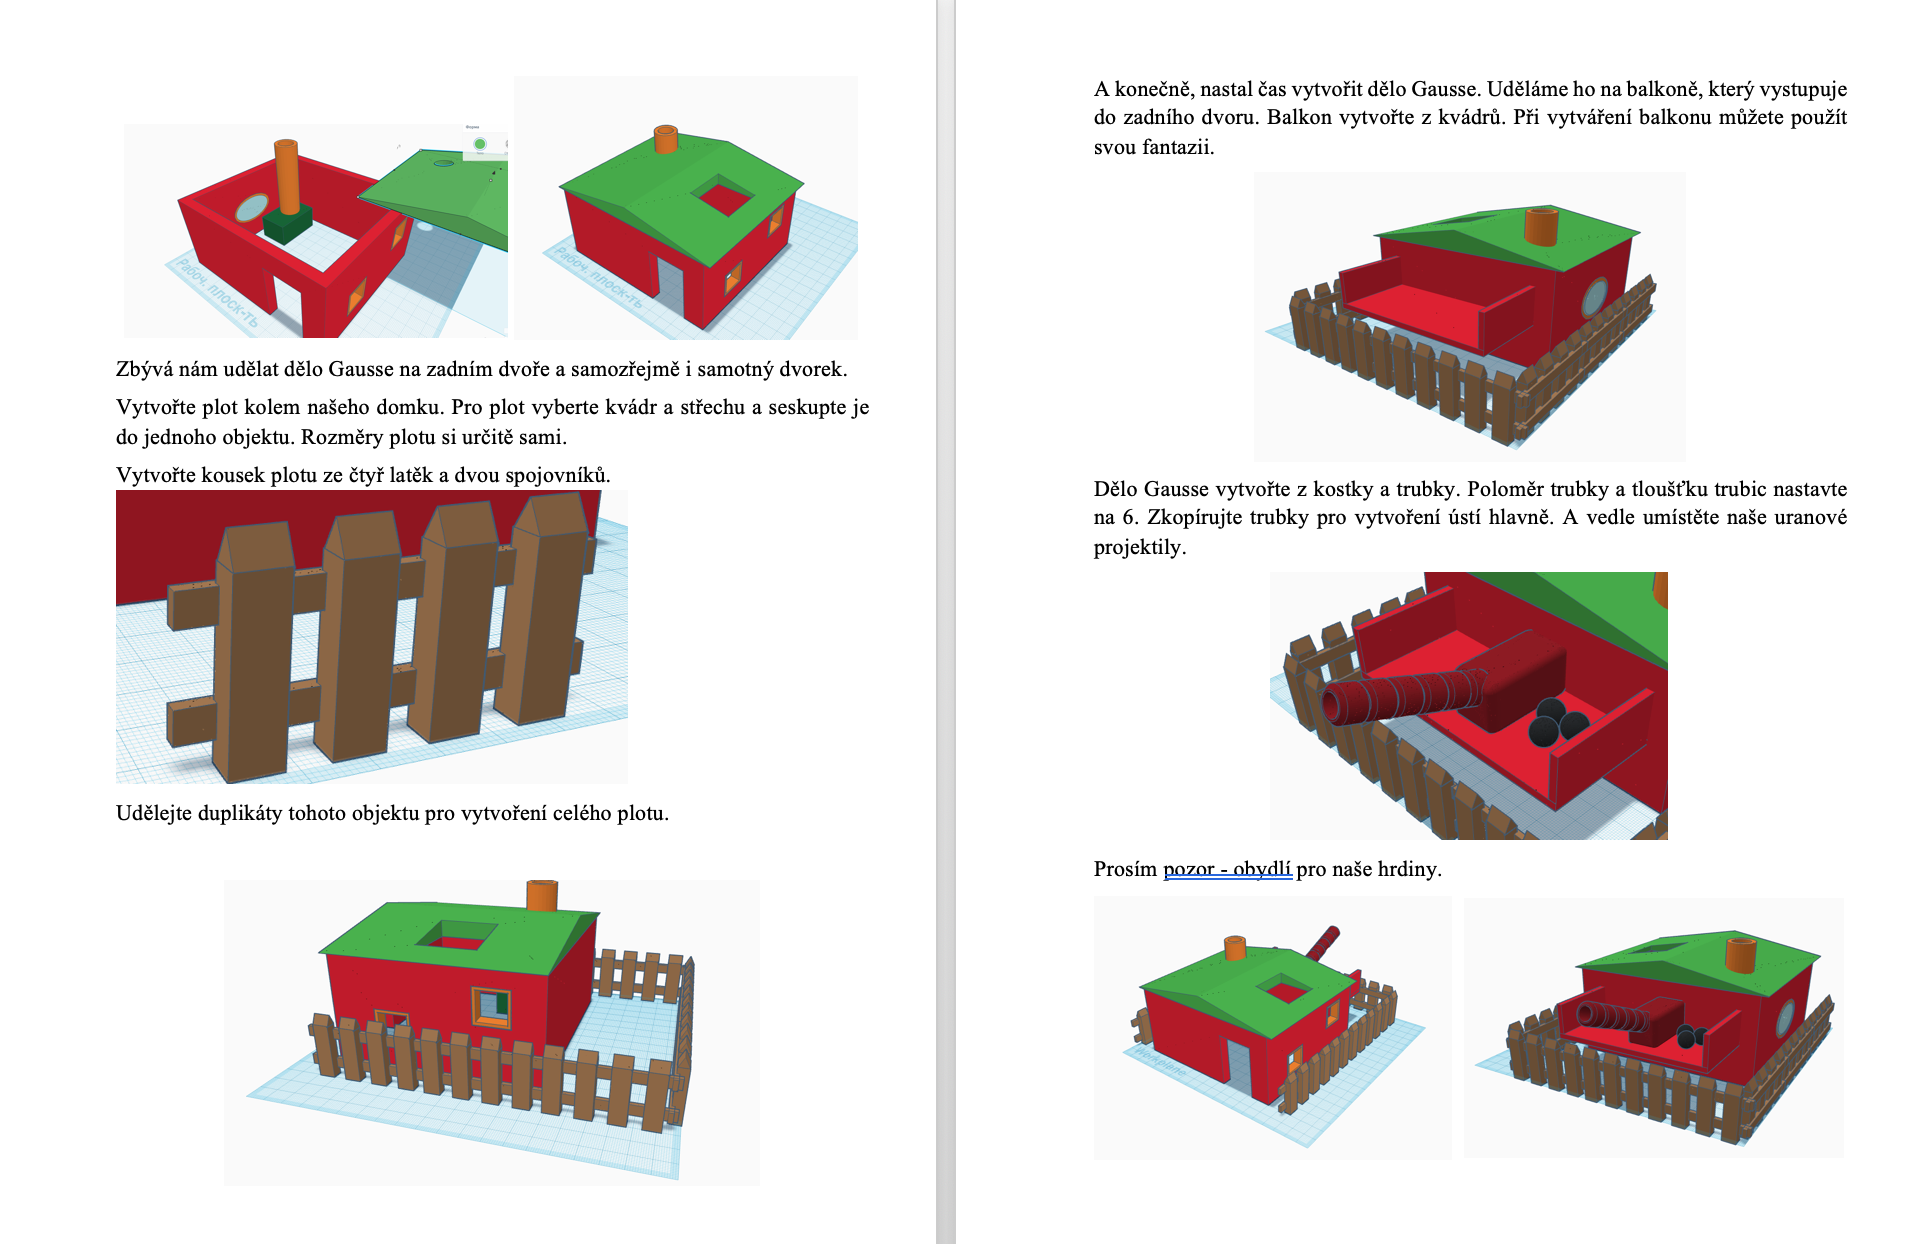 Рабоч. плоск-ть
Рабоч. плоск-ть
Zbývá nám udělat dělo Gausse na zadním dvoře a samozřejmě i samotný dvorek.
Vytvořte plot kolem našeho domku. Pro plot vyberte kvádr a střechu a seskupte je
do jednoho objektu. Rozměry plotu si určitě sami.
Vytvořte kousek plotu ze čtyř latěk a dvou spojovníků.
Udělejte duplikáty tohoto objektu pro vytvoření celého plotu.
A konečně, nastal čas vytvořit dělo Gausse. Uděláme ho na balkoně, který vystupuje
do zadního dvoru. Balkon vytvořte z kvádrů. Při vytváření balkonu můžete použít
svou fantazii.
Dělo Gausse vytvořte z kostky a trubky. Poloměr trubky a tloušťku trubic nastavte
na 6. Zkopírujte trubky pro vytvoření ústí hlavně. A vedle umístěte naše uranové
projektily.
Prosím pozor - obydlí pro naše hrdiny.
Workplane